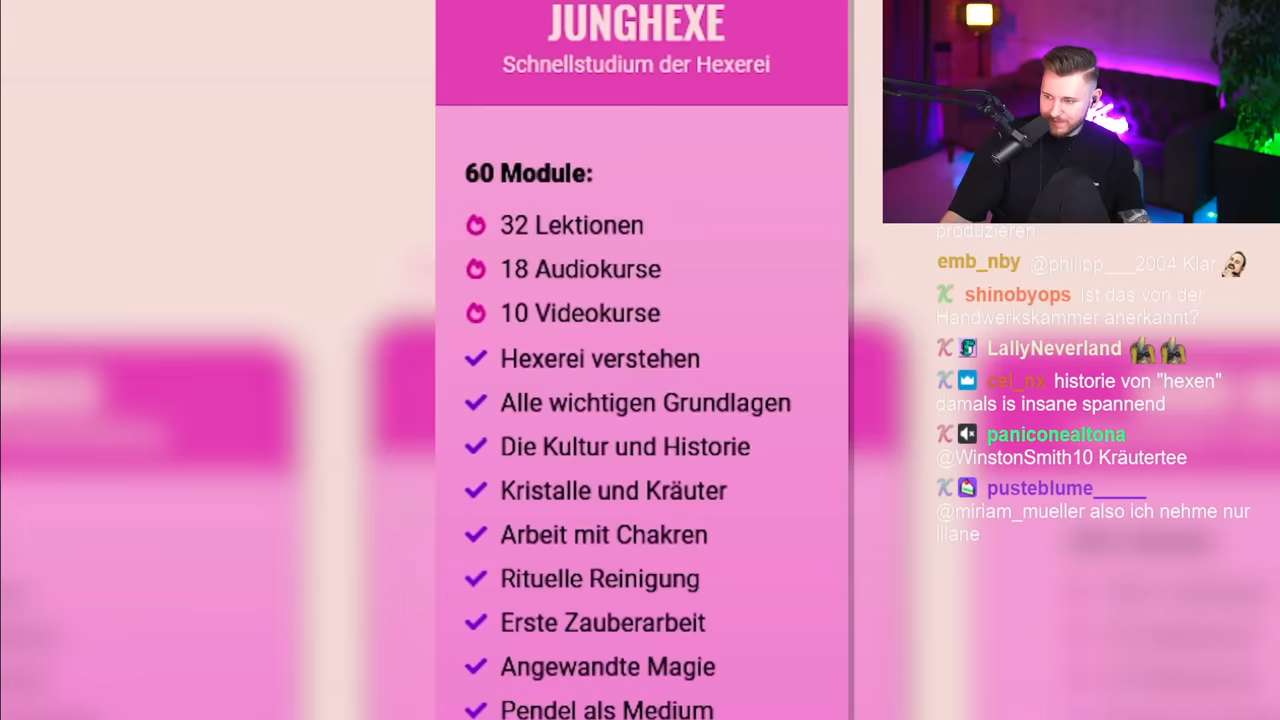 JUNGHEXE
Schnellstudium der Hexerei
60 Module:
32 Lektionen
18 Audiokurse
10 Videokurse
Hexerei verstehen
Alle wichtigen Grundlagen
Die Kultur und Historie
Kristalle und Kräuter
Arbeit mit Chakren
Rituelle Reinigung
Erste Zauberarbeit
Angewandte Magie
Pendel als Medium
produzieren
emb_nby @philipp___2004 Klar
shinobyops Ist das von der
Handwerkskammer anerkannt?
LallyNeverland
cel_nx historie von "hexen"
damals is insane spannend
paniconealtona
@WinstonSmith10 Kräutertee
pusteblume_____
@miriam_mueller also ich nehme nur